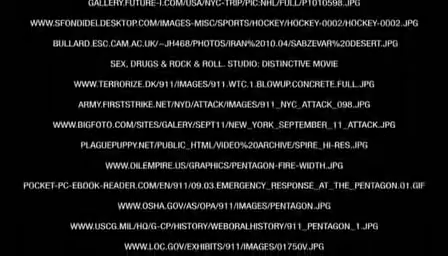 GALLERY.FUTURE-I.COM/USA/NYC-TRIP/PIC:NHL/FULL/P1010598.JPG
WWW.SFONDIDELDESKTOP.COM/IMAGES-MISC/SPORTS/HOCKEY/HOCKEY-0002/HOCKEY-0002.JPG
BULLARD.ESC.CAM.AC.UK/~JH468/PHOTOS/IRAN%2010.04/SABZEVAR%20DESERT.JPG
SEX, DRUGS & ROCK & ROLL. STUDIO: DISTINCTIVE MOVIE
WWW.TERRORIZE.DK/911/IMAGES/911.WTC.1.BLOWUP.CONCRETE.FULL.JPG
ARMY.FIRSTSTRIKE.NET/NYD/ATTACK/IMAGES/911_NYC_ATTACK_098.JPG
WWW.BIGFOTO.COM/SITES/GALERY/SEPT11/NEW_YORK_SEPTEMBER_11_ATTACK.JPG
PLAGUEPUPPY.NET/PUBLIC_HTML/VIDEO%20ARCHIVE/SPIRE_HI-RES.JPG
WWW.OILEMPIRE.US/GRAPHICS/PENTAGON-FIRE-WIDTH.JPG
POCKET-PC-EBOOK-READER.COM/EN/911/09.03.EMERGENCY_RESPONSE_AT_THE_PENTAGON.01.GIF
WWW.OSHA.GOV/AS/OPA/911/IMAGES/PENTAGON.JPG
WWW.USCG.MIL/HQ/G-CP/HISTORY/WEBORALHISTORY/911_PENTAGON_1.JPG
WWW.LOC.GOV/EXHIBITS/911/IMAGES/01750V.JPG